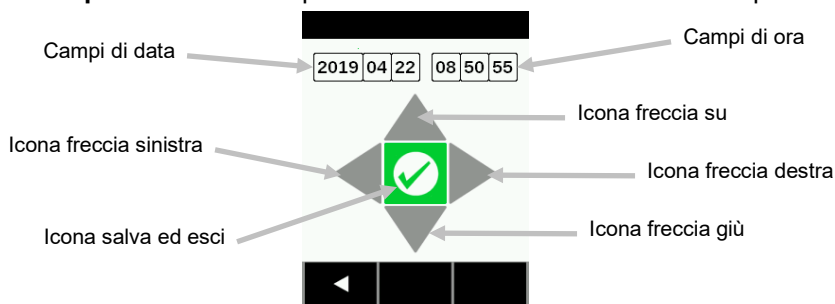 Campi di data
Campi di ora
2019 04 22 08 50 55
Icona freccia su
Icona freccia sinistra
Icona freccia destra
Icona salva ed esci
Icona freccia giù